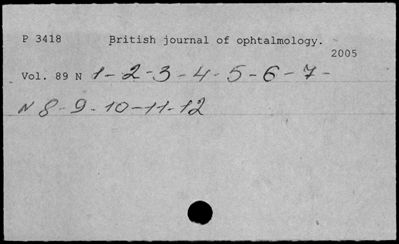 P 3418 British journal of ophtalmology.
2005
Vol. 89 N 1-2-3-4-5-6-7-
N 8-9-10-11-12